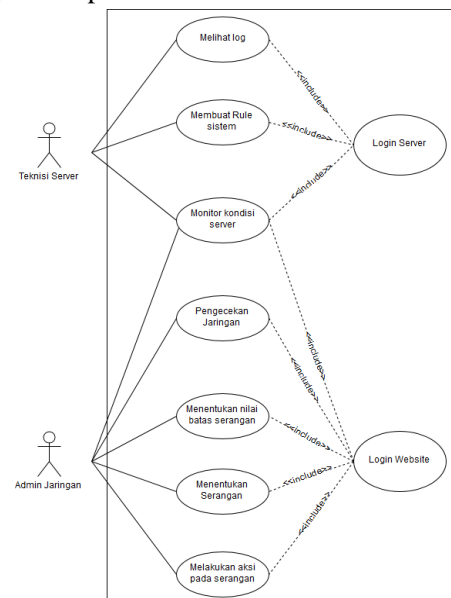 Melihat log
<<include>>
Membuat Rule
sistem
<<include>>
Login Server
Teknisi Server
<<include>>
Monitor kondisi
server
Pengecekan
Jaringan
<<include>>
<<include>>
Menentukan nilai
batas serangan
<<include>>
Admin Jaringan
Login Website
Menentukan
Serangan
<<include>>
<<include>>
Melakukan aksi
pada serangan